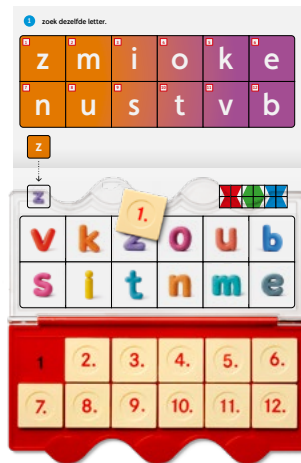 1 zoek dezelfde letter.
1 2 3 4 5 6
z m i o k e
7 8 9 10 11 12
n u s t v b
z
z
1.
v k z o u b
s i t n m e
1 2. 3. 4. 5. 6.
7. 8. 9. 10. 11. 12.